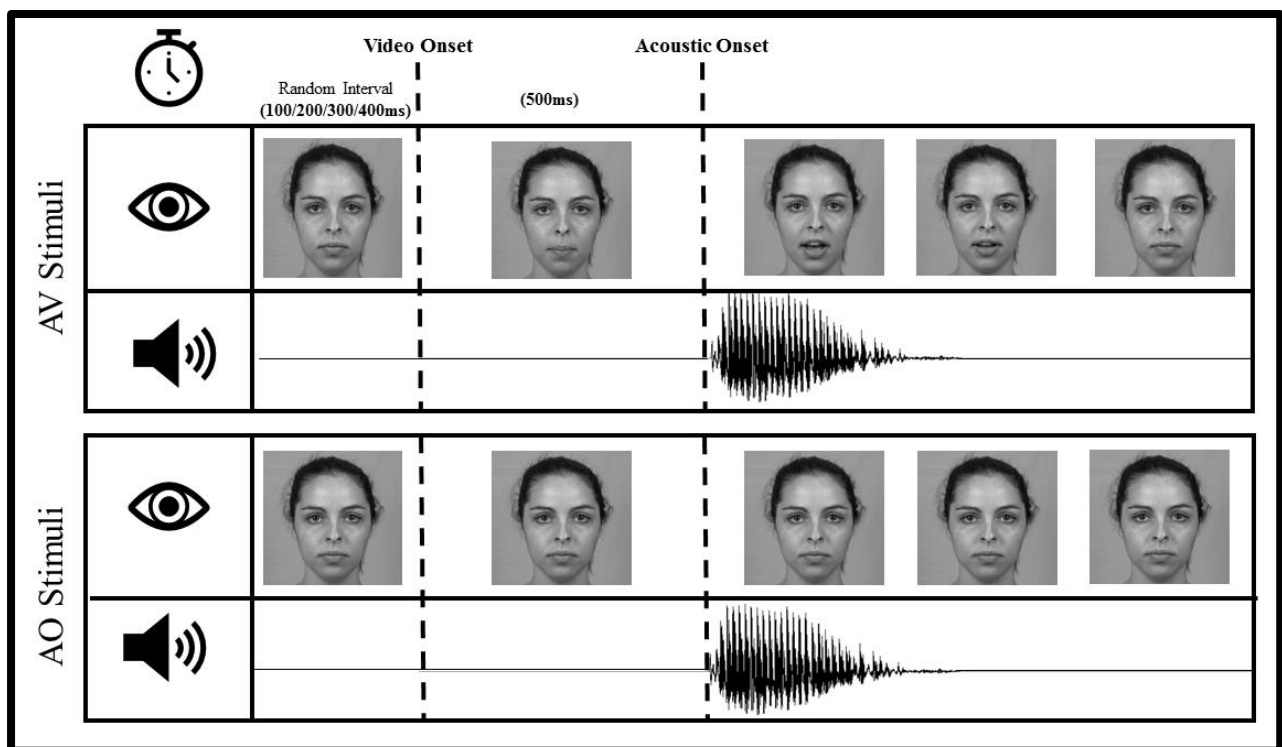 Video Onset
Acoustic Onset
Random Interval
(100/200/300/400ms)
(500ms)
AV Stimuli
AO Stimuli